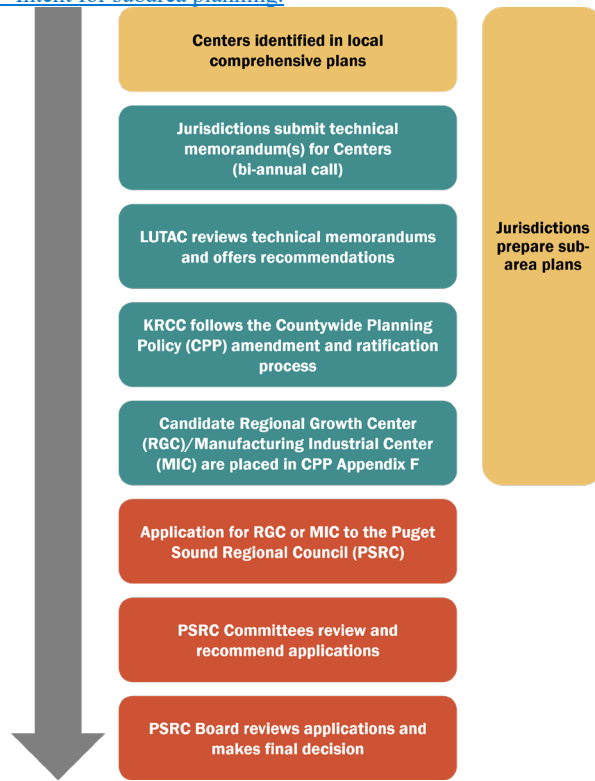 Intent for subarea planning.
Centers identified in local
comprehensive plans
Jurisdictions submit technical
memorandum(s) for Centers
(bi-annual call)
LUTAC reviews technical memorandums
and offers recommendations
KRCC follows the Countywide Planning
Policy (CPP) amendment and ratification
process
Candidate Regional Growth Center
(RGC)/Manufacturing Industrial Center
(MIC) are placed in CPP Appendix F
Jurisdictions
prepare sub-
area plans
Application for RGC or MIC to the Puget
Sound Regional Council (PSRC)
PSRC Committees review and
recommend applications
PSRC Board reviews applications and
makes final decision